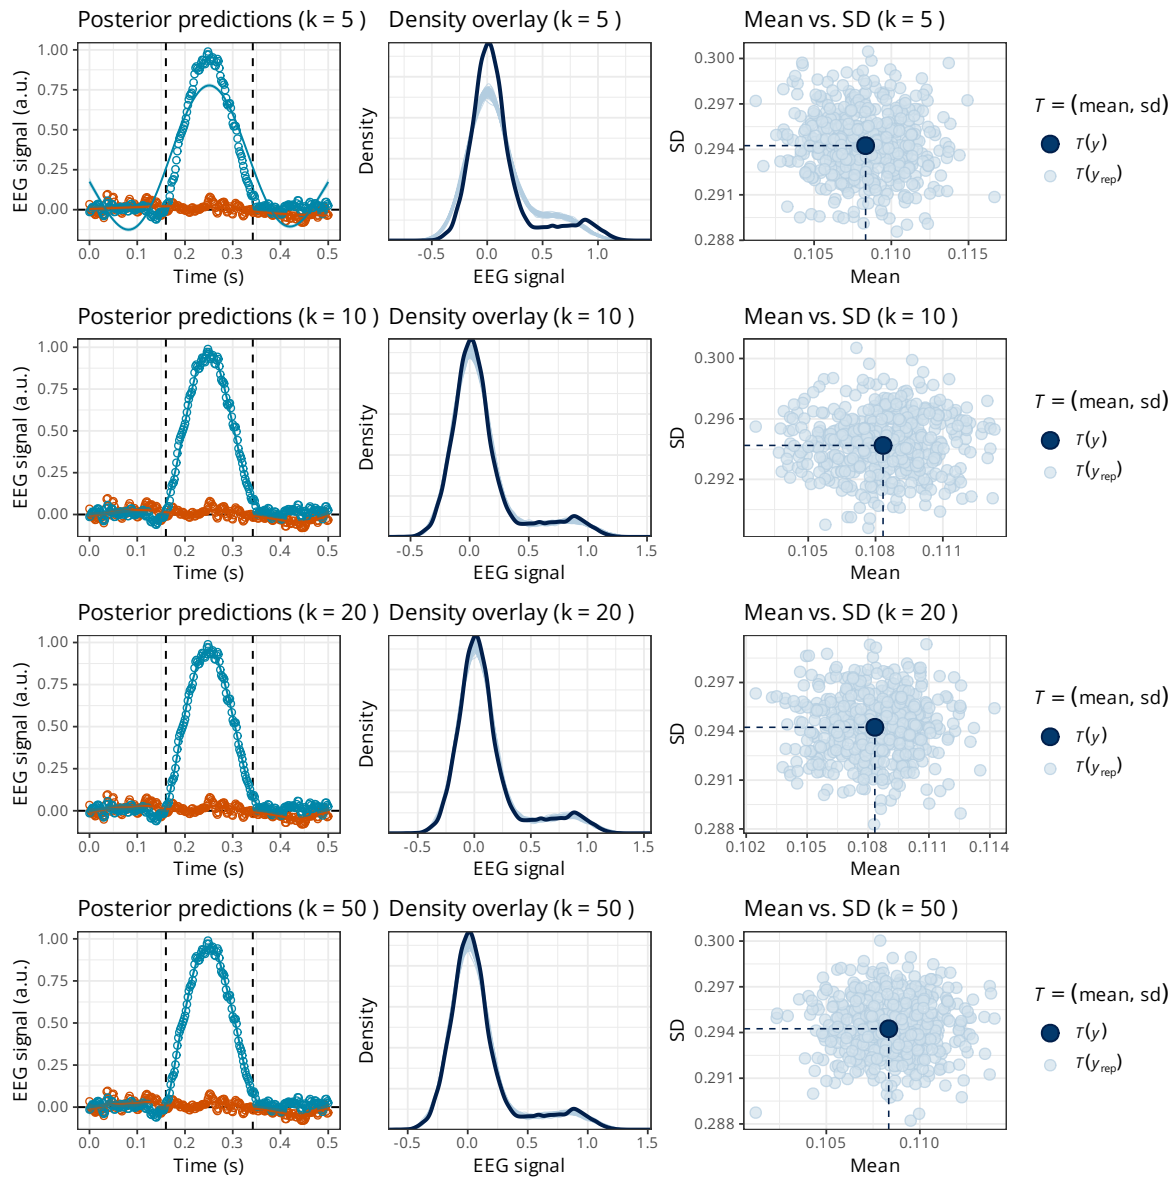 Posterior predictions (k = 5 )
Density overlay (k = 5 )
Mean vs. SD (k = 5 )
EEG signal (a.u.)
1.00
0.75
0.50
0.25
0.00
0.0 0.1 0.2 0.3 0.4 0.5
Time (s)
Density
-0.5 0.0 0.5 1.0
EEG signal
SD
0.300
0.297
0.294
0.291
0.288
0.105 0.110 0.115
Mean
T = (mean, sd)
T(y)
T(yrep)
Posterior predictions (k = 10 )
Density overlay (k = 10 )
Mean vs. SD (k = 10 )
EEG signal (a.u.)
1.00
0.75
0.50
0.25
0.00
0.0 0.1 0.2 0.3 0.4 0.5
Time (s)
Density
-0.5 0.0 0.5 1.0 1.5
EEG signal
SD
0.300
0.296
0.292
0.105 0.108 0.111
Mean
T = (mean, sd)
T(y)
T(yrep)
Posterior predictions (k = 20 )
Density overlay (k = 20 )
Mean vs. SD (k = 20 )
EEG signal (a.u.)
1.00
0.75
0.50
0.25
0.00
0.0 0.1 0.2 0.3 0.4 0.5
Time (s)
Density
-0.5 0.0 0.5 1.0 1.5
EEG signal
SD
0.297
0.294
0.291
0.288
0.102 0.105 0.108 0.111 0.114
Mean
T = (mean, sd)
T(y)
T(yrep)
Posterior predictions (k = 50 )
Density overlay (k = 50 )
Mean vs. SD (k = 50 )
EEG signal (a.u.)
1.00
0.75
0.50
0.25
0.00
0.0 0.1 0.2 0.3 0.4 0.5
Time (s)
Density
-0.5 0.0 0.5 1.0 1.5
EEG signal
SD
0.300
0.297
0.294
0.291
0.288
0.105 0.110
Mean
T = (mean, sd)
T(y)
T(yrep)